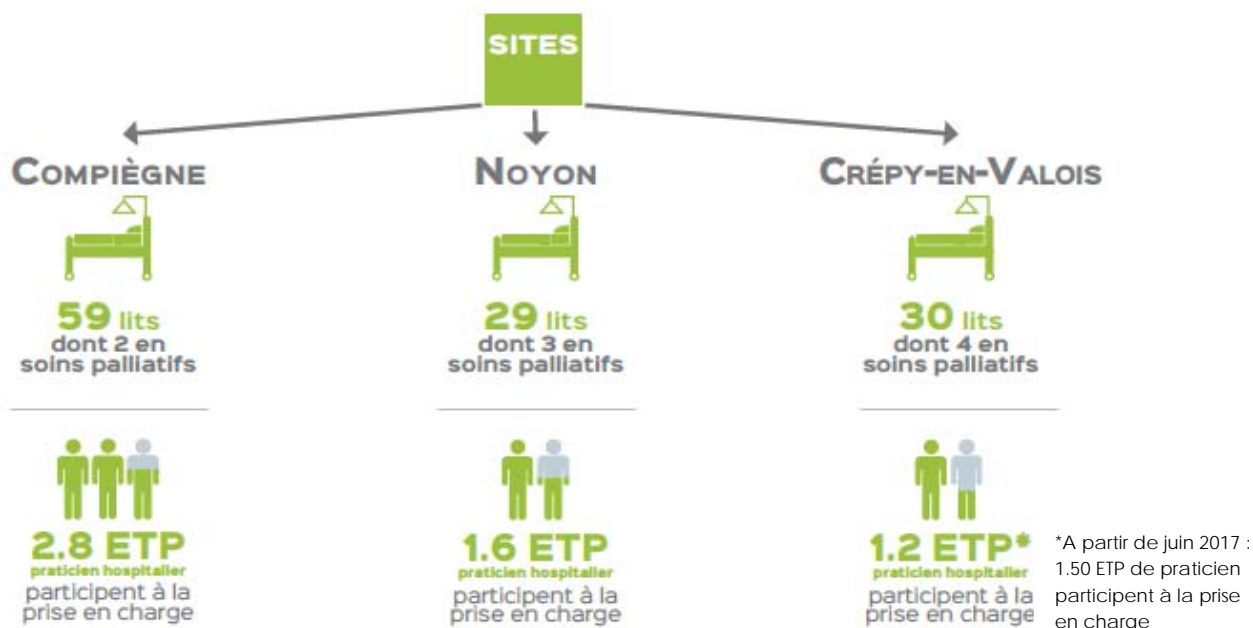 SITES
COMPIÈGNE
59 lits
dont 2 en
soins palliatifs
2.8 ETP
praticien hospitalier
participent à la
prise en charge
NOYON
29 lits
dont 3 en
soins palliatifs
1.6 ETP
praticien hospitalier
participent à la
prise en charge
CRÉPY-EN-VALOIS
30 lits
dont 4 en
soins palliatifs
1.2 ETP*
praticien hospitalier
participent à la
prise en charge
*A partir de juin 2017 :
1.50 ETP de praticien
participent à la prise
en charge